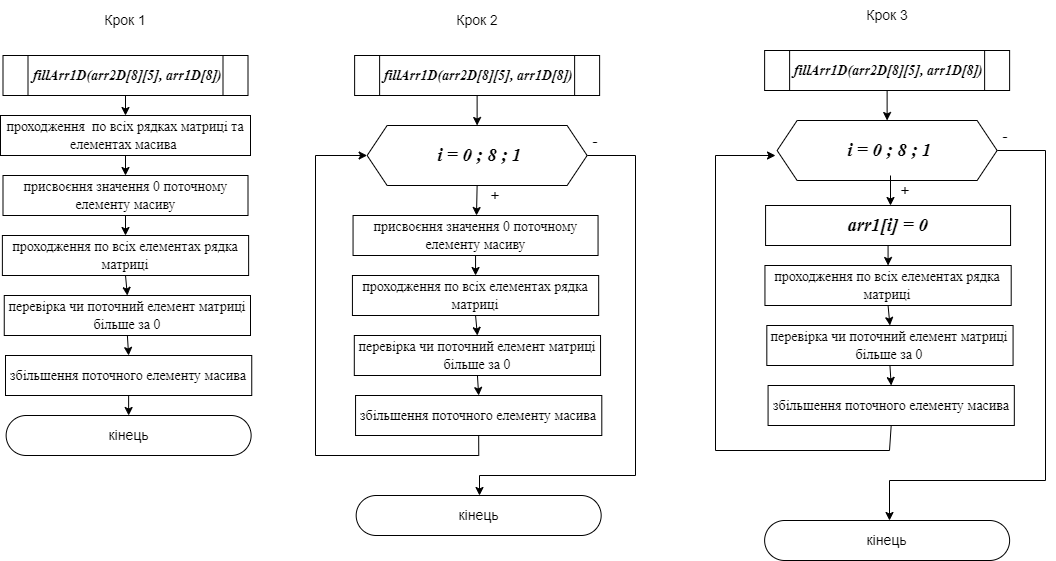 Крок 1
fillArr1D(arr2D[8][5], arr1D[8])
проходження по всіх рядках матриці та
елементах масива
присвоєння значення 0 поточному
елементу масиву
проходження по всіх елементах рядка
матриці
перевірка чи поточний елемент матриці
більше за 0
збільшення поточного елементу масива
кінець
Крок 2
fillArr1D(arr2D[8][5], arr1D[8])
i = 0 ; 8 ; 1
-
+
присвоєння значення 0 поточному
елементу масиву
проходження по всіх елементах рядка
матриці
перевірка чи поточний елемент матриці
більше за 0
збільшення поточного елементу масива
кінець
Крок 3
fillArr1D(arr2D[8][5], arr1D[8])
i = 0 ; 8 ; 1
-
+
arr1[i] = 0
проходження по всіх елементах рядка
матриці
перевірка чи поточний елемент матриці
більше за 0
збільшення поточного елементу масива
кінець